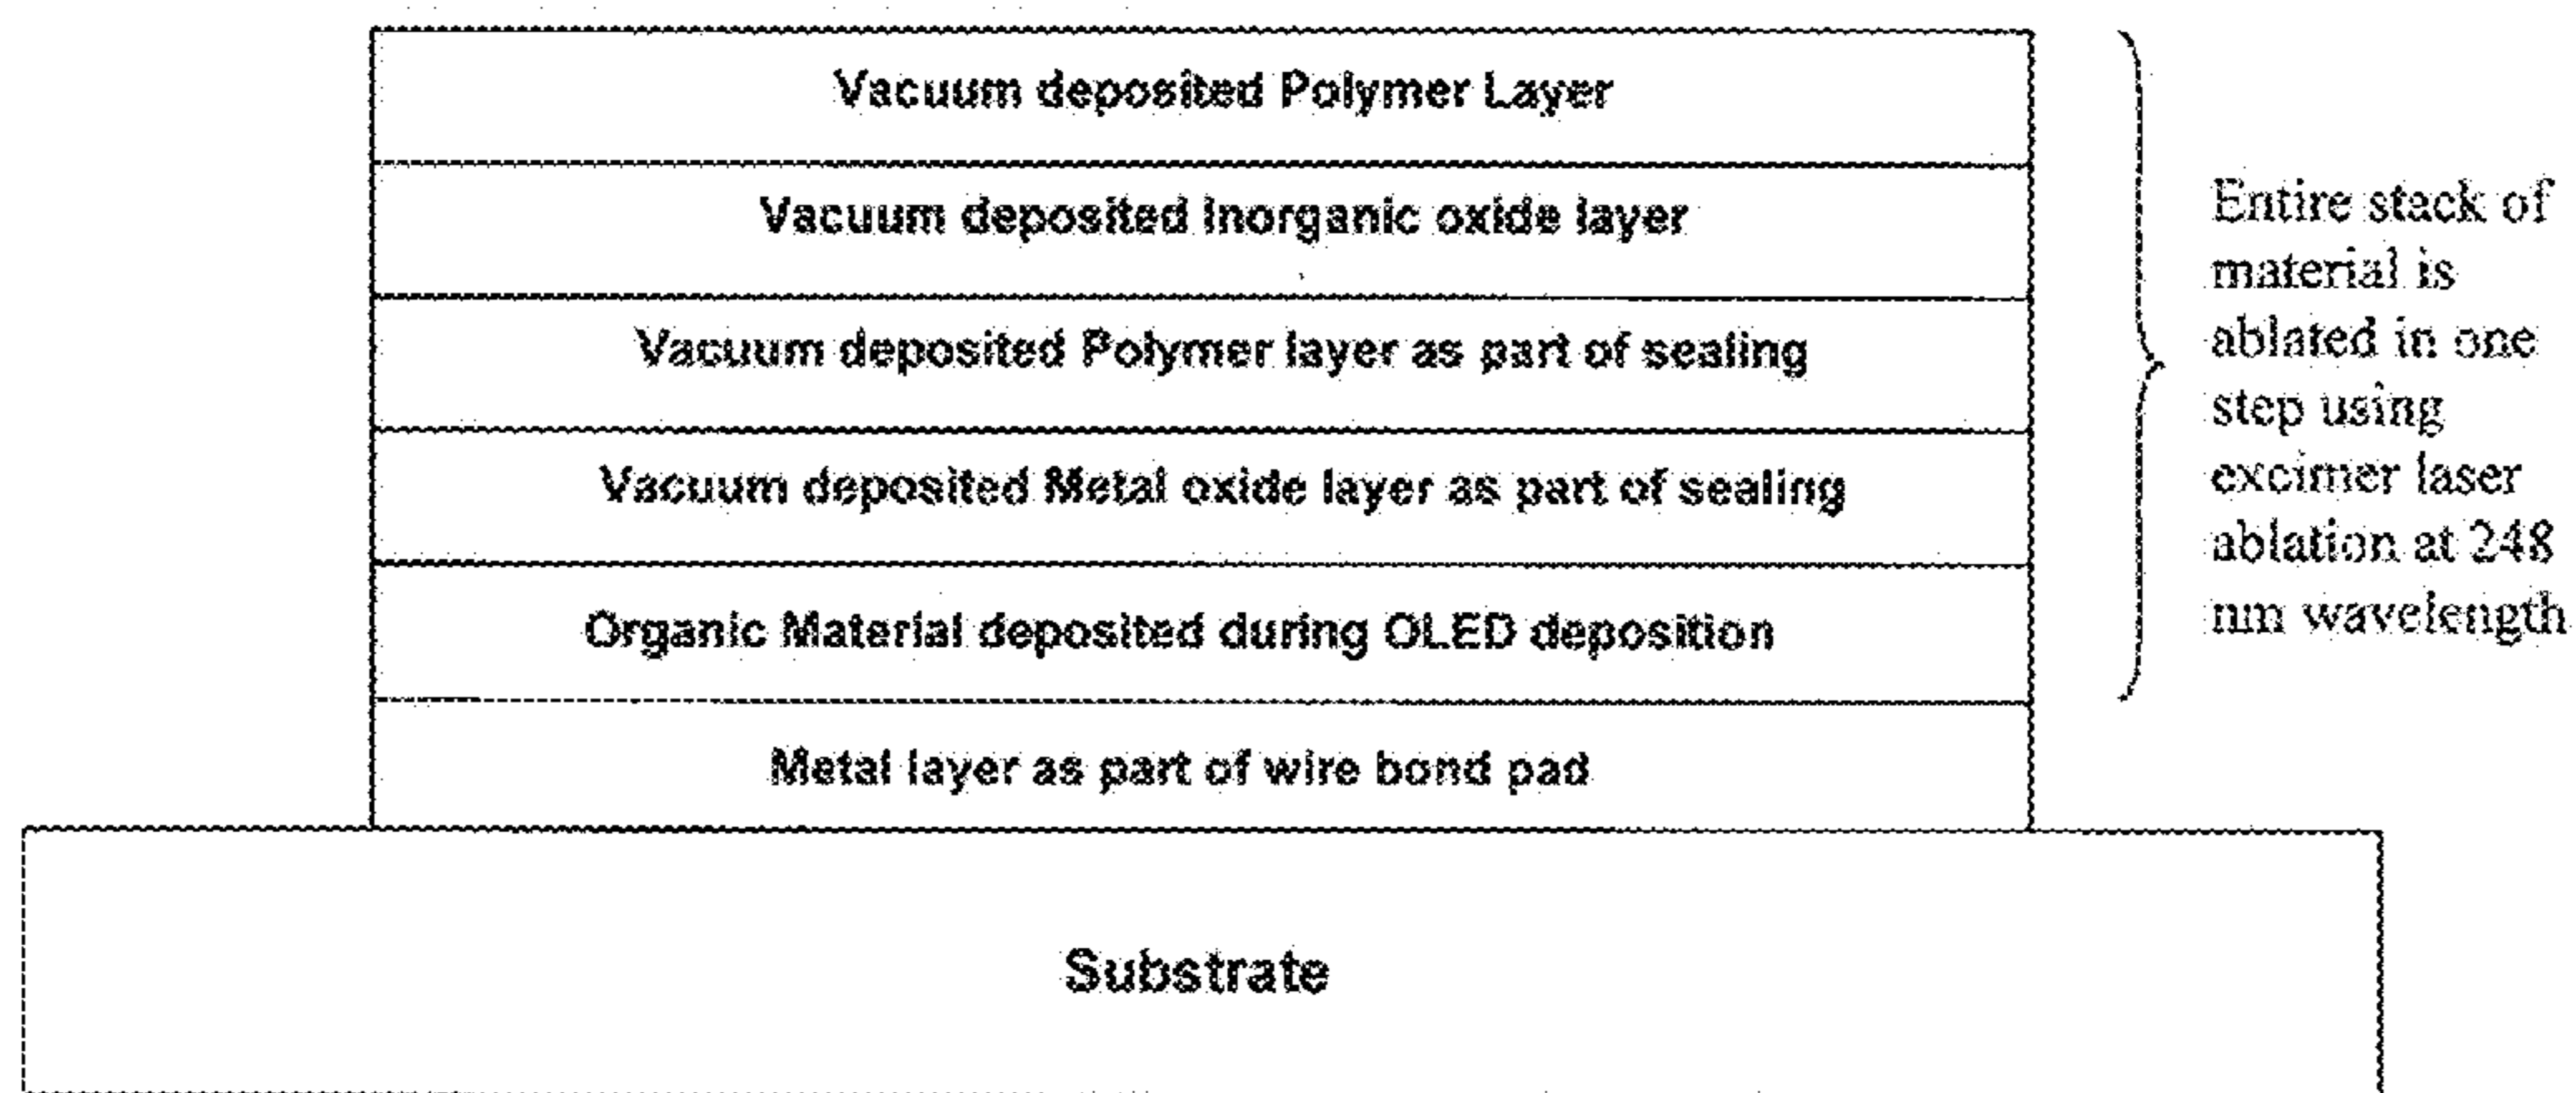 Vacuum deposited Polymer Layer
Vacuum deposited inorganic oxide layer
Vacuum deposited Polymer layer as part of sealing
Vacuum deposited Metal oxide layer as part of sealing
Organic Material deposited during OLED deposition
Metal layer as part of wire bond pad
Substrate
Entire stack of
material is
ablated in one
step using
excimer laser
ablation at 248
nm wavelength